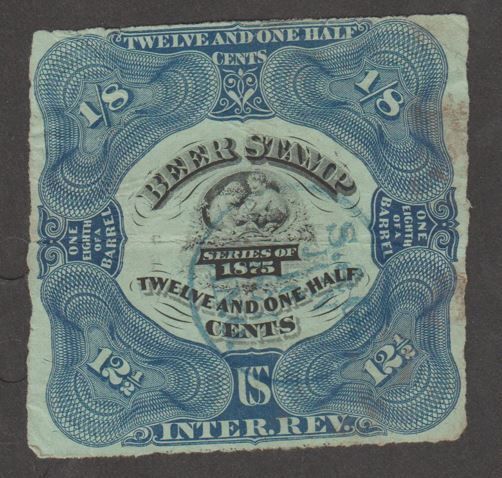 TWELVE AND ONE HALF
CENTS
1/8
1/8
BEER STAMP
ONE
EIGHTH
OF A
BARREL
ONE
EIGHTH
OF A
BARREL
SERIES OF
1875
TWELVE AND ONE HALF
CENTS
12½
12½
US
INTER. REV.